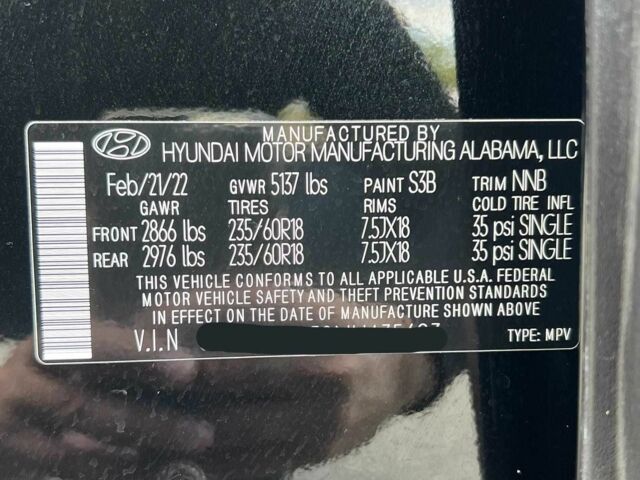 MANUFACTURED BY
HYUNDAI MOTOR MANUFACTURING ALABAMA, LLC
Feb/21/22 GVWR 5137 lbs PAINT S3B TRIM NNB
GAWR TIRES RIMS COLD TIRE INFL
FRONT 2866 lbs 235/60R18 7.5JX18 35 psi SINGLE
REAR 2976 lbs 235/60R18 7.5JX18 35 psi SINGLE
THIS VEHICLE CONFORMS TO ALL APPLICABLE U.S.A. FEDERAL
MOTOR VEHICLE SAFETY AND THEFT PREVENTION STANDARDS
IN EFFECT ON THE DATE OF MANUFACTURE SHOWN ABOVE
V.I.N TYPE: MPV